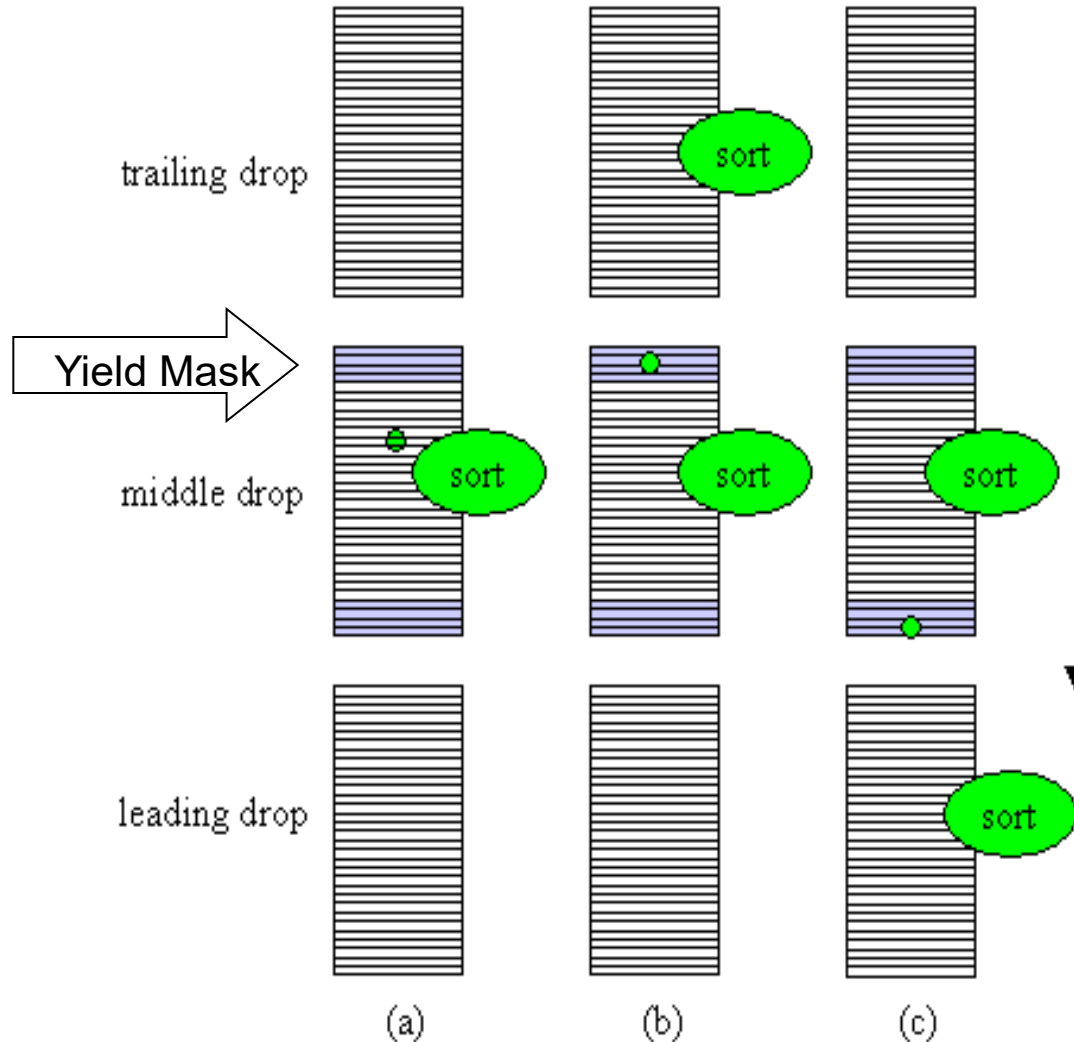 sort
trailing drop
Yield Mask
sort sort sort
middle drop
leading drop
sort
(a) (b) (c)